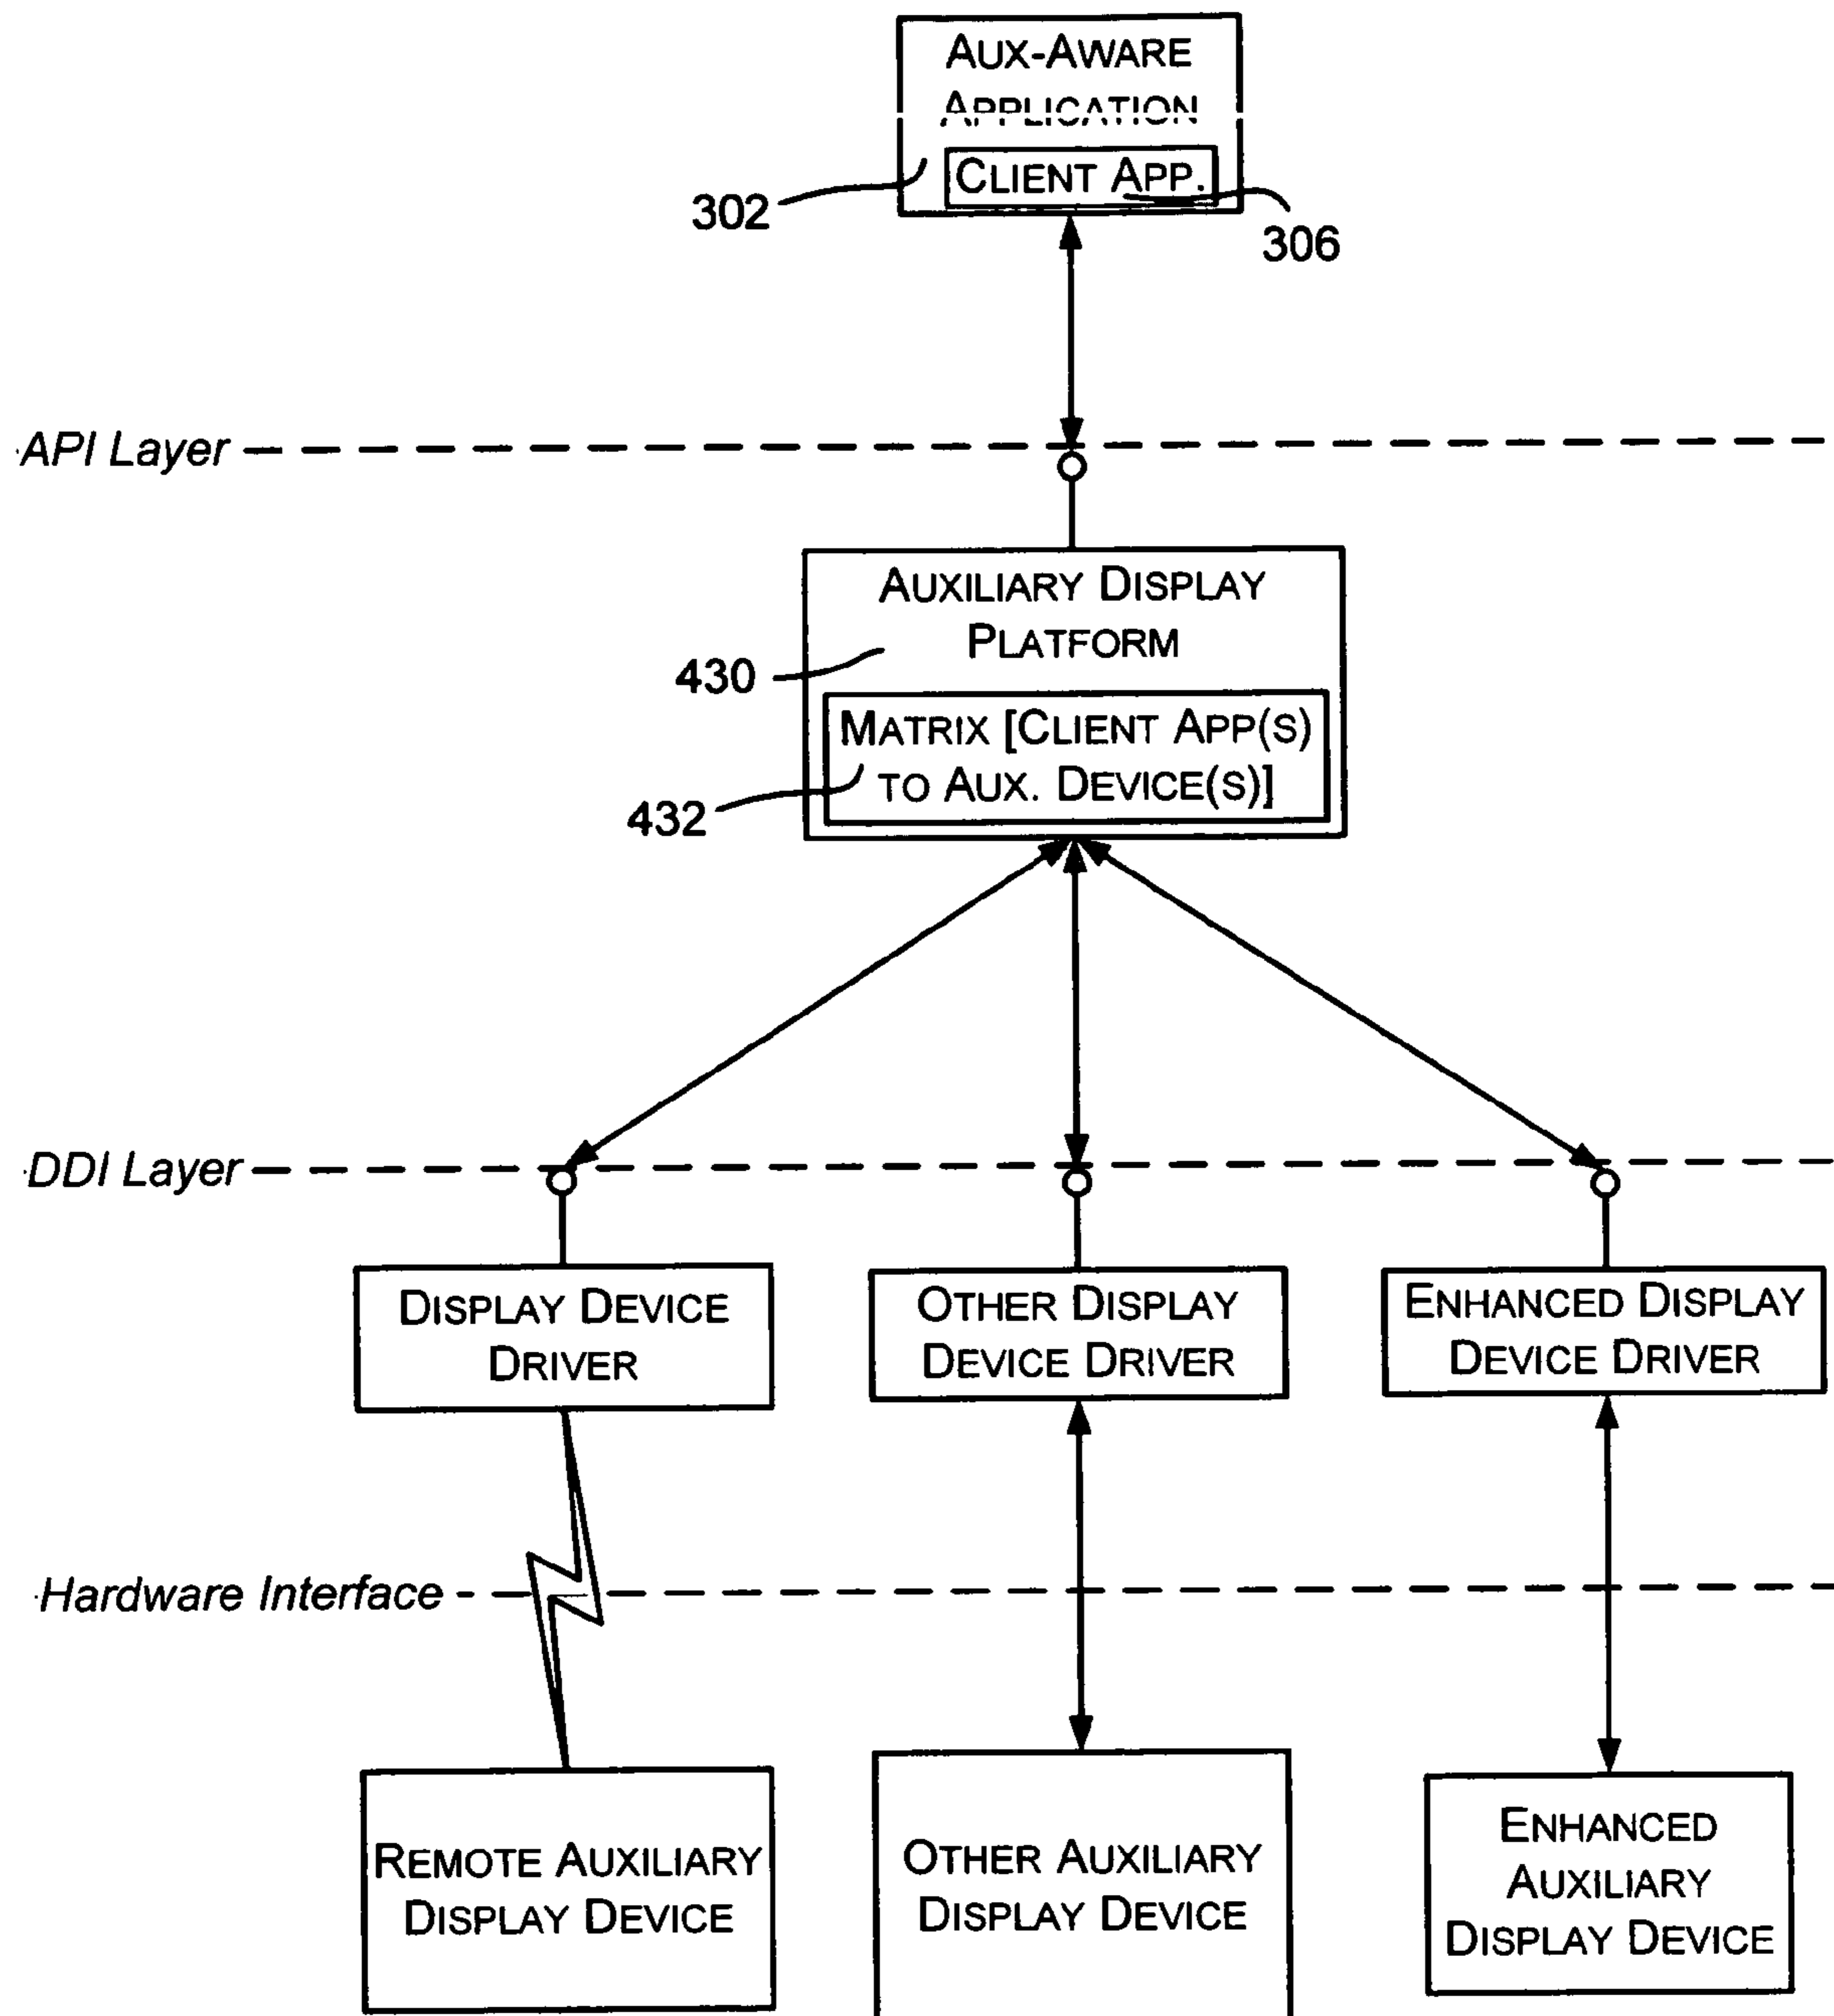 AUX-AWARE
APPLICATION
CLIENT APP.
302
306
API Layer
AUXILIARY DISPLAY
PLATFORM
430
MATRIX [CLIENT APP(S)
TO AUX. DEVICE(S)]
432
DDI Layer
DISPLAY DEVICE
DRIVER
OTHER DISPLAY
DEVICE DRIVER
ENHANCED DISPLAY
DEVICE DRIVER
Hardware Interface
REMOTE AUXILIARY
DISPLAY DEVICE
OTHER AUXILIARY
DISPLAY DEVICE
ENHANCED
AUXILIARY
DISPLAY DEVICE